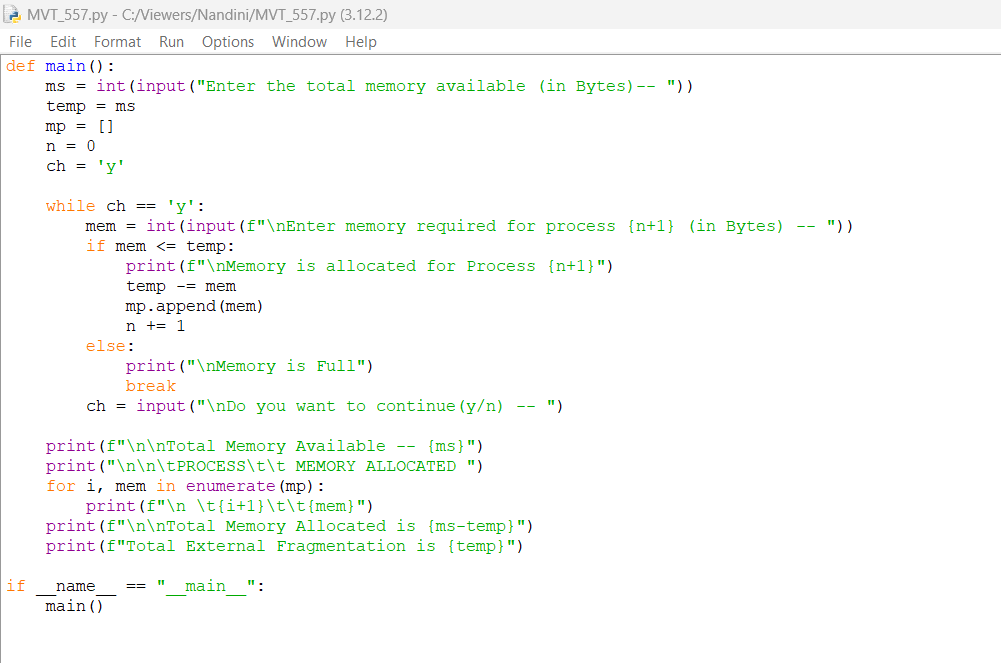 MVT_557.py - C:/Viewers/Nandini/MVT_557.py (3.12.2)
File Edit Format Run Options Window Help
def main():
    ms = int(input("Enter the total memory available (in Bytes)-- "))
    temp = ms
    mp = []
    n = 0
    ch = 'y'

    while ch == 'y':
        mem = int(input(f"\nEnter memory required for process {n+1} (in Bytes) -- "))
        if mem <= temp:
            print(f"\nMemory is allocated for Process {n+1}")
            temp -= mem
            mp.append(mem)
            n += 1
        else:
            print("\nMemory is Full")
            break
        ch = input("\nDo you want to continue(y/n) -- ")

    print(f"\n\nTotal Memory Available -- {ms}")
    print("\n\n\tPROCESS\t\t MEMORY ALLOCATED ")
    for i, mem in enumerate(mp):
        print(f"\n \t{i+1}\t\t{mem}")
    print(f"\n\nTotal Memory Allocated is {ms-temp}")
    print(f"Total External Fragmentation is {temp}")

if __name__ == "__main__":
    main()